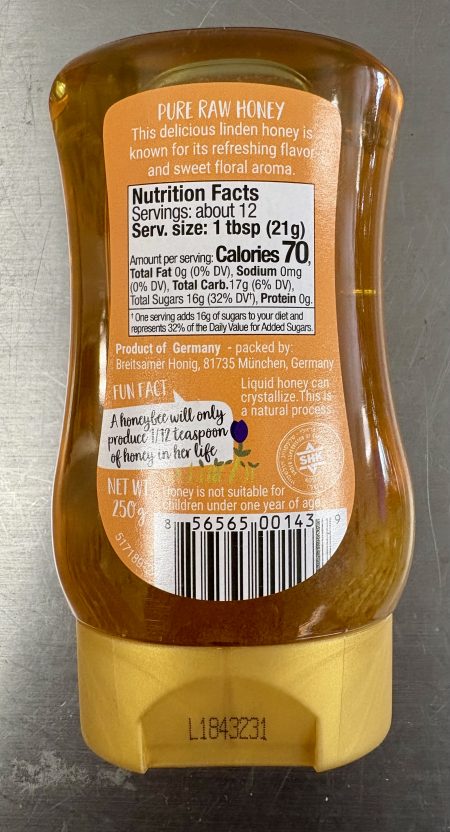 PURE RAW HONEY
This delicious linden honey is
known for its refreshing flavor
and sweet floral aroma.
Nutrition Facts
Servings: about 12
Serv. size: 1 tbsp (21g)
Amount per serving: Calories 70,
Total Fat 0g (0% DV), Sodium 0mg
(0% DV), Total Carb.17g (6% DV),
Total Sugars 16g (32% DV†), Protein 0g.
† One serving adds 16g of sugars to your diet and
represents 32% of the Daily Value for Added Sugars.
Product of Germany - packed by:
Breitsamer Honig, 81735 München, Germany
FUN FACT
A honeybee will only
produce 1/12 teaspoon
of honey in her life
Liquid honey can
crystallize.This is
a natural process.
SHK
NET WT
250 g
Honey is not suitable for
children under one year of age
8 56565 00143 9
L1843231